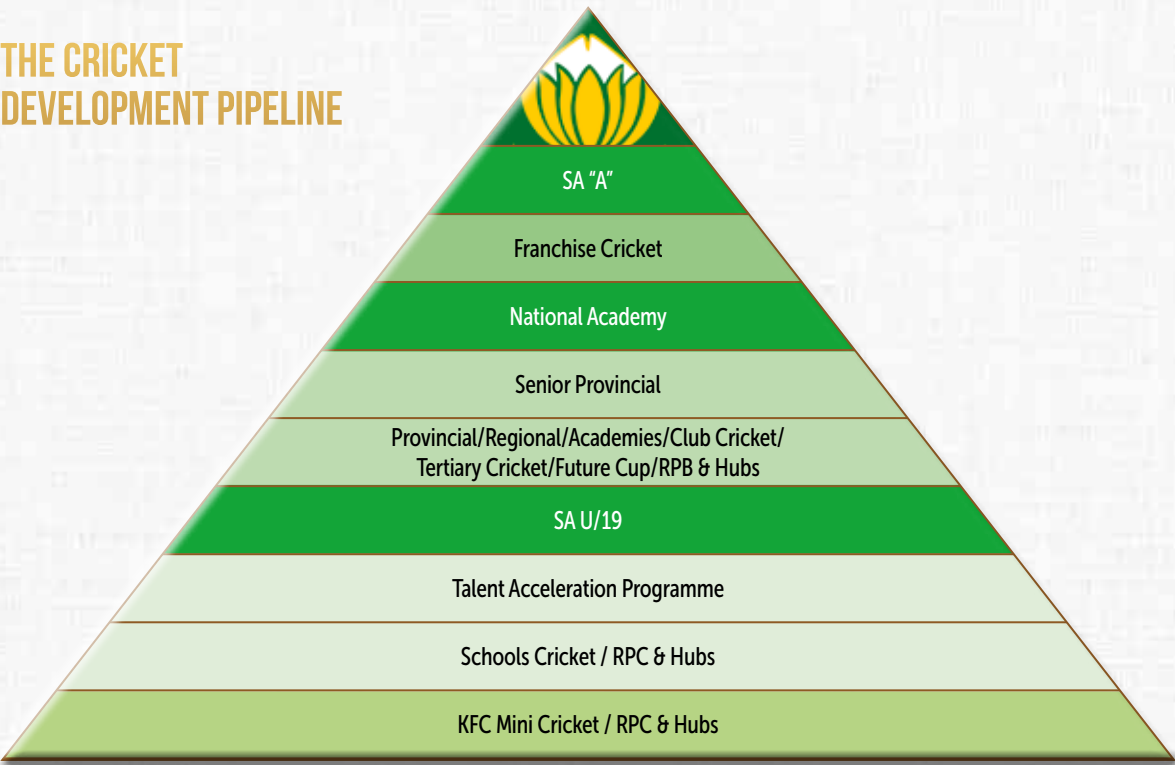 THE CRICKET
DEVELOPMENT PIPELINE
SA “A”
Franchise Cricket
National Academy
Senior Provincial
Provincial/Regional/Academies/Club Cricket/
Tertiary Cricket/Future Cup/RPB & Hubs
SA U/19
Talent Acceleration Programme
Schools Cricket / RPC & Hubs
KFC Mini Cricket / RPC & Hubs